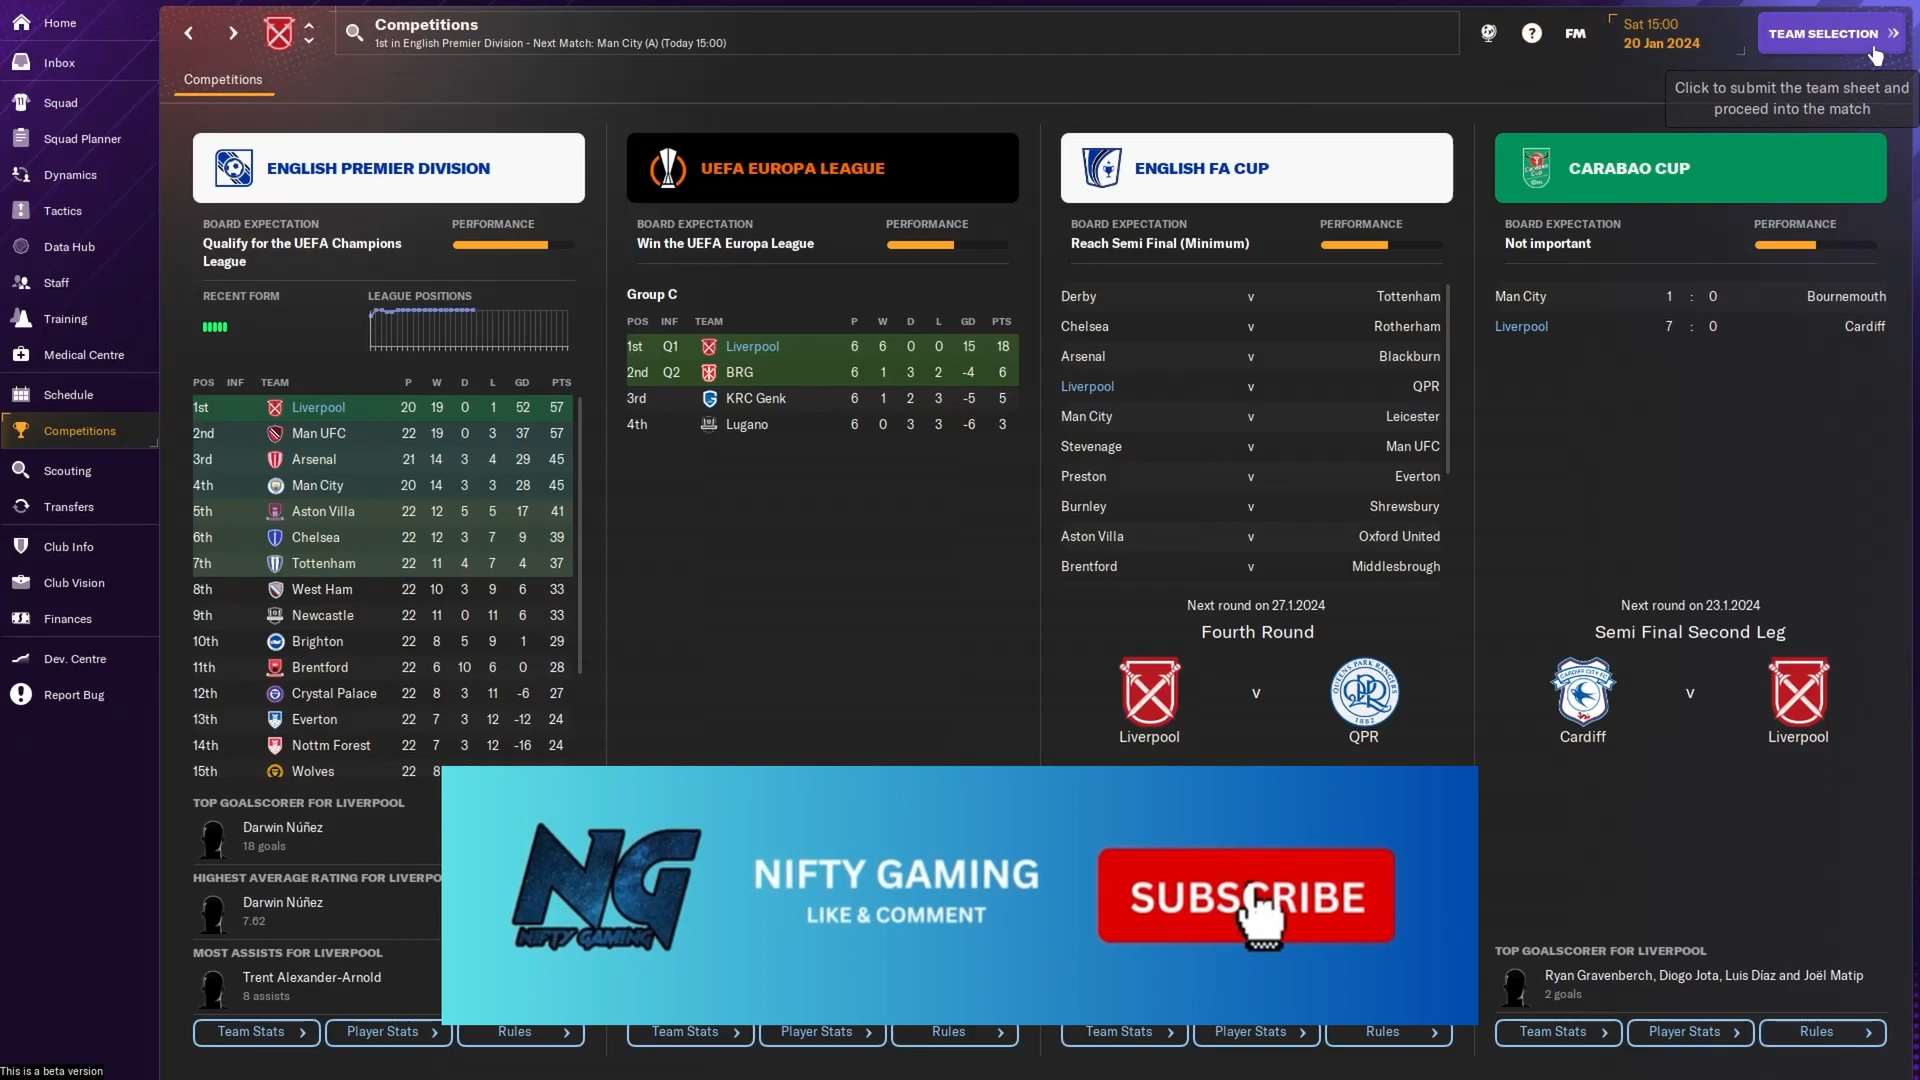 Home
Inbox
Squad
Squad Planner
Dynamics
Tactics
Data Hub
Staff
Training
Medical Centre
Schedule
Competitions
Scouting
Transfers
Club Info
Club Vision
Finances
Dev. Centre
Report Bug
This is a beta version
Competitions
1st in English Premier Division - Next Match: Man City (A) (Today 15:00)
FM
Sat 15:00
20 Jan 2024
TEAM SELECTION
Click to submit the team sheet and
proceed into the match
Competitions
ENGLISH PREMIER DIVISION
BOARD EXPECTATION PERFORMANCE
Qualify for the UEFA Champions
League
RECENT FORM LEAGUE POSITIONS
POS INF TEAM P W D L GD PTS
1st Liverpool 20 19 0 1 52 57
2nd Man UFC 22 19 0 3 37 57
3rd Arsenal 21 14 3 4 29 45
4th Man City 20 14 3 3 28 45
5th Aston Villa 22 12 5 5 17 41
6th Chelsea 22 12 3 7 9 39
7th Tottenham 22 11 4 7 4 37
8th West Ham 22 10 3 9 6 33
9th Newcastle 22 11 0 11 6 33
10th Brighton 22 8 5 9 1 29
11th Brentford 22 6 10 6 0 28
12th Crystal Palace 22 8 3 11 -6 27
13th Everton 22 7 3 12 -12 24
14th Nottm Forest 22 7 3 12 -16 24
15th Wolves 22 8
TOP GOALSCORER FOR LIVERPOOL
Darwin Núñez
18 goals
HIGHEST AVERAGE RATING FOR LIVERPO
Darwin Núñez
7.62
MOST ASSISTS FOR LIVERPOOL
Trent Alexander-Arnold
8 assists
Team Stats Player Stats Rules
UEFA EUROPA LEAGUE
BOARD EXPECTATION PERFORMANCE
Win the UEFA Europa League
Group C
POS INF TEAM P W D L GD PTS
1st Q1 Liverpool 6 6 0 0 15 18
2nd Q2 BRG 6 1 3 2 -4 6
3rd KRC Genk 6 1 2 3 -5 5
4th Lugano 6 0 3 3 -6 3
Team Stats Player Stats Rules
ENGLISH FA CUP
BOARD EXPECTATION PERFORMANCE
Reach Semi Final (Minimum)
Derby v Tottenham
Chelsea v Rotherham
Arsenal v Blackburn
Liverpool v QPR
Man City v Leicester
Stevenage v Man UFC
Preston v Everton
Burnley v Shrewsbury
Aston Villa v Oxford United
Brentford v Middlesbrough
Next round on 27.1.2024
Fourth Round
v
Liverpool QPR
Team Stats Player Stats Rules
CARABAO CUP
BOARD EXPECTATION PERFORMANCE
Not important
Man City 1 : 0 Bournemouth
Liverpool 7 : 0 Cardiff
Next round on 23.1.2024
Semi Final Second Leg
v
Cardiff Liverpool
TOP GOALSCORER FOR LIVERPOOL
Ryan Gravenberch, Diogo Jota, Luis Díaz and Joël Matip
2 goals
Team Stats Player Stats Rules
NG
NIFTY GAMING
NIFTY GAMING
LIKE & COMMENT
SUBSCRIBE